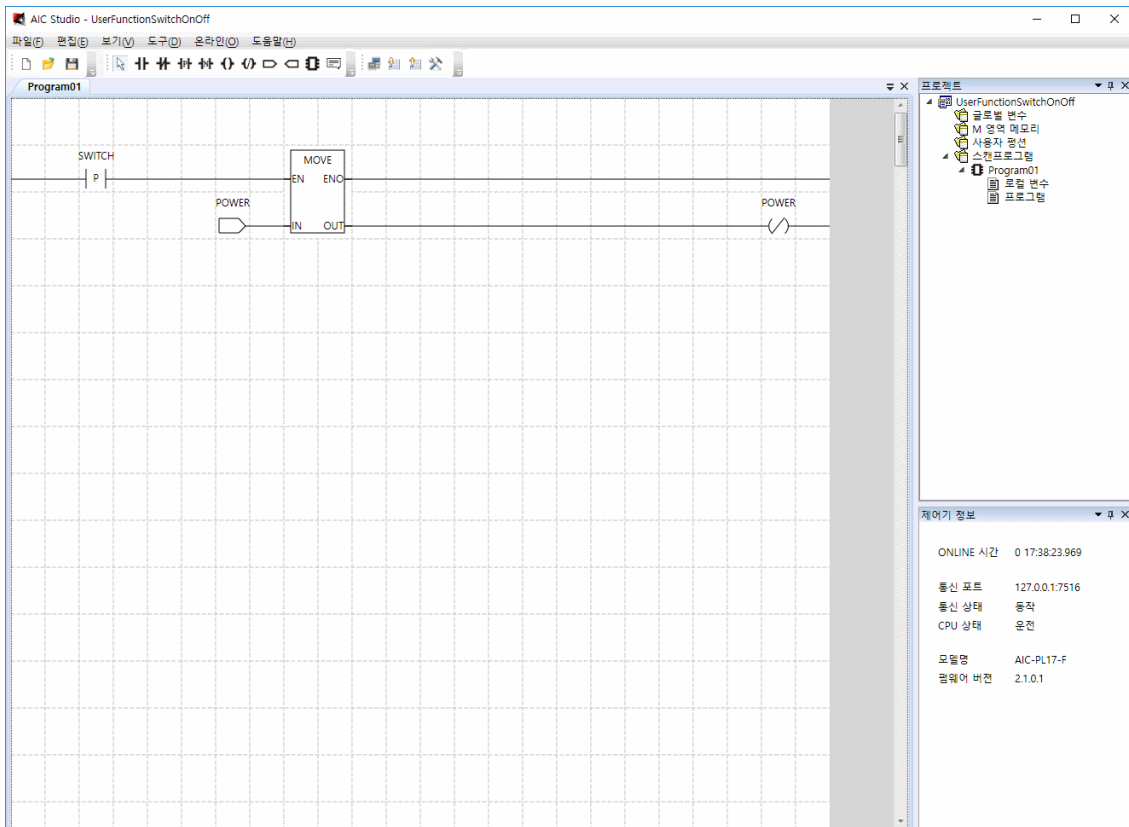 AIC Studio - UserFunctionSwitchOnOff
파일(F) 편집(E) 보기(V) 도구(D) 온라인(O) 도움말(H)
Program01
SWITCH
P
MOVE
EN ENO
POWER
IN OUT
POWER
프로젝트
UserFunctionSwitchOnOff
글로벌 변수
M 영역 메모리
사용자 펑션
스캔프로그램
Program01
로컬 변수
프로그램
제어기 정보
ONLINE 시간 0 17:38:23.969
통신 포트 127.0.0.1:7516
통신 상태 동작
CPU 상태 운전
모델명 AIC-PL17-F
펌웨어 버젼 2.1.0.1